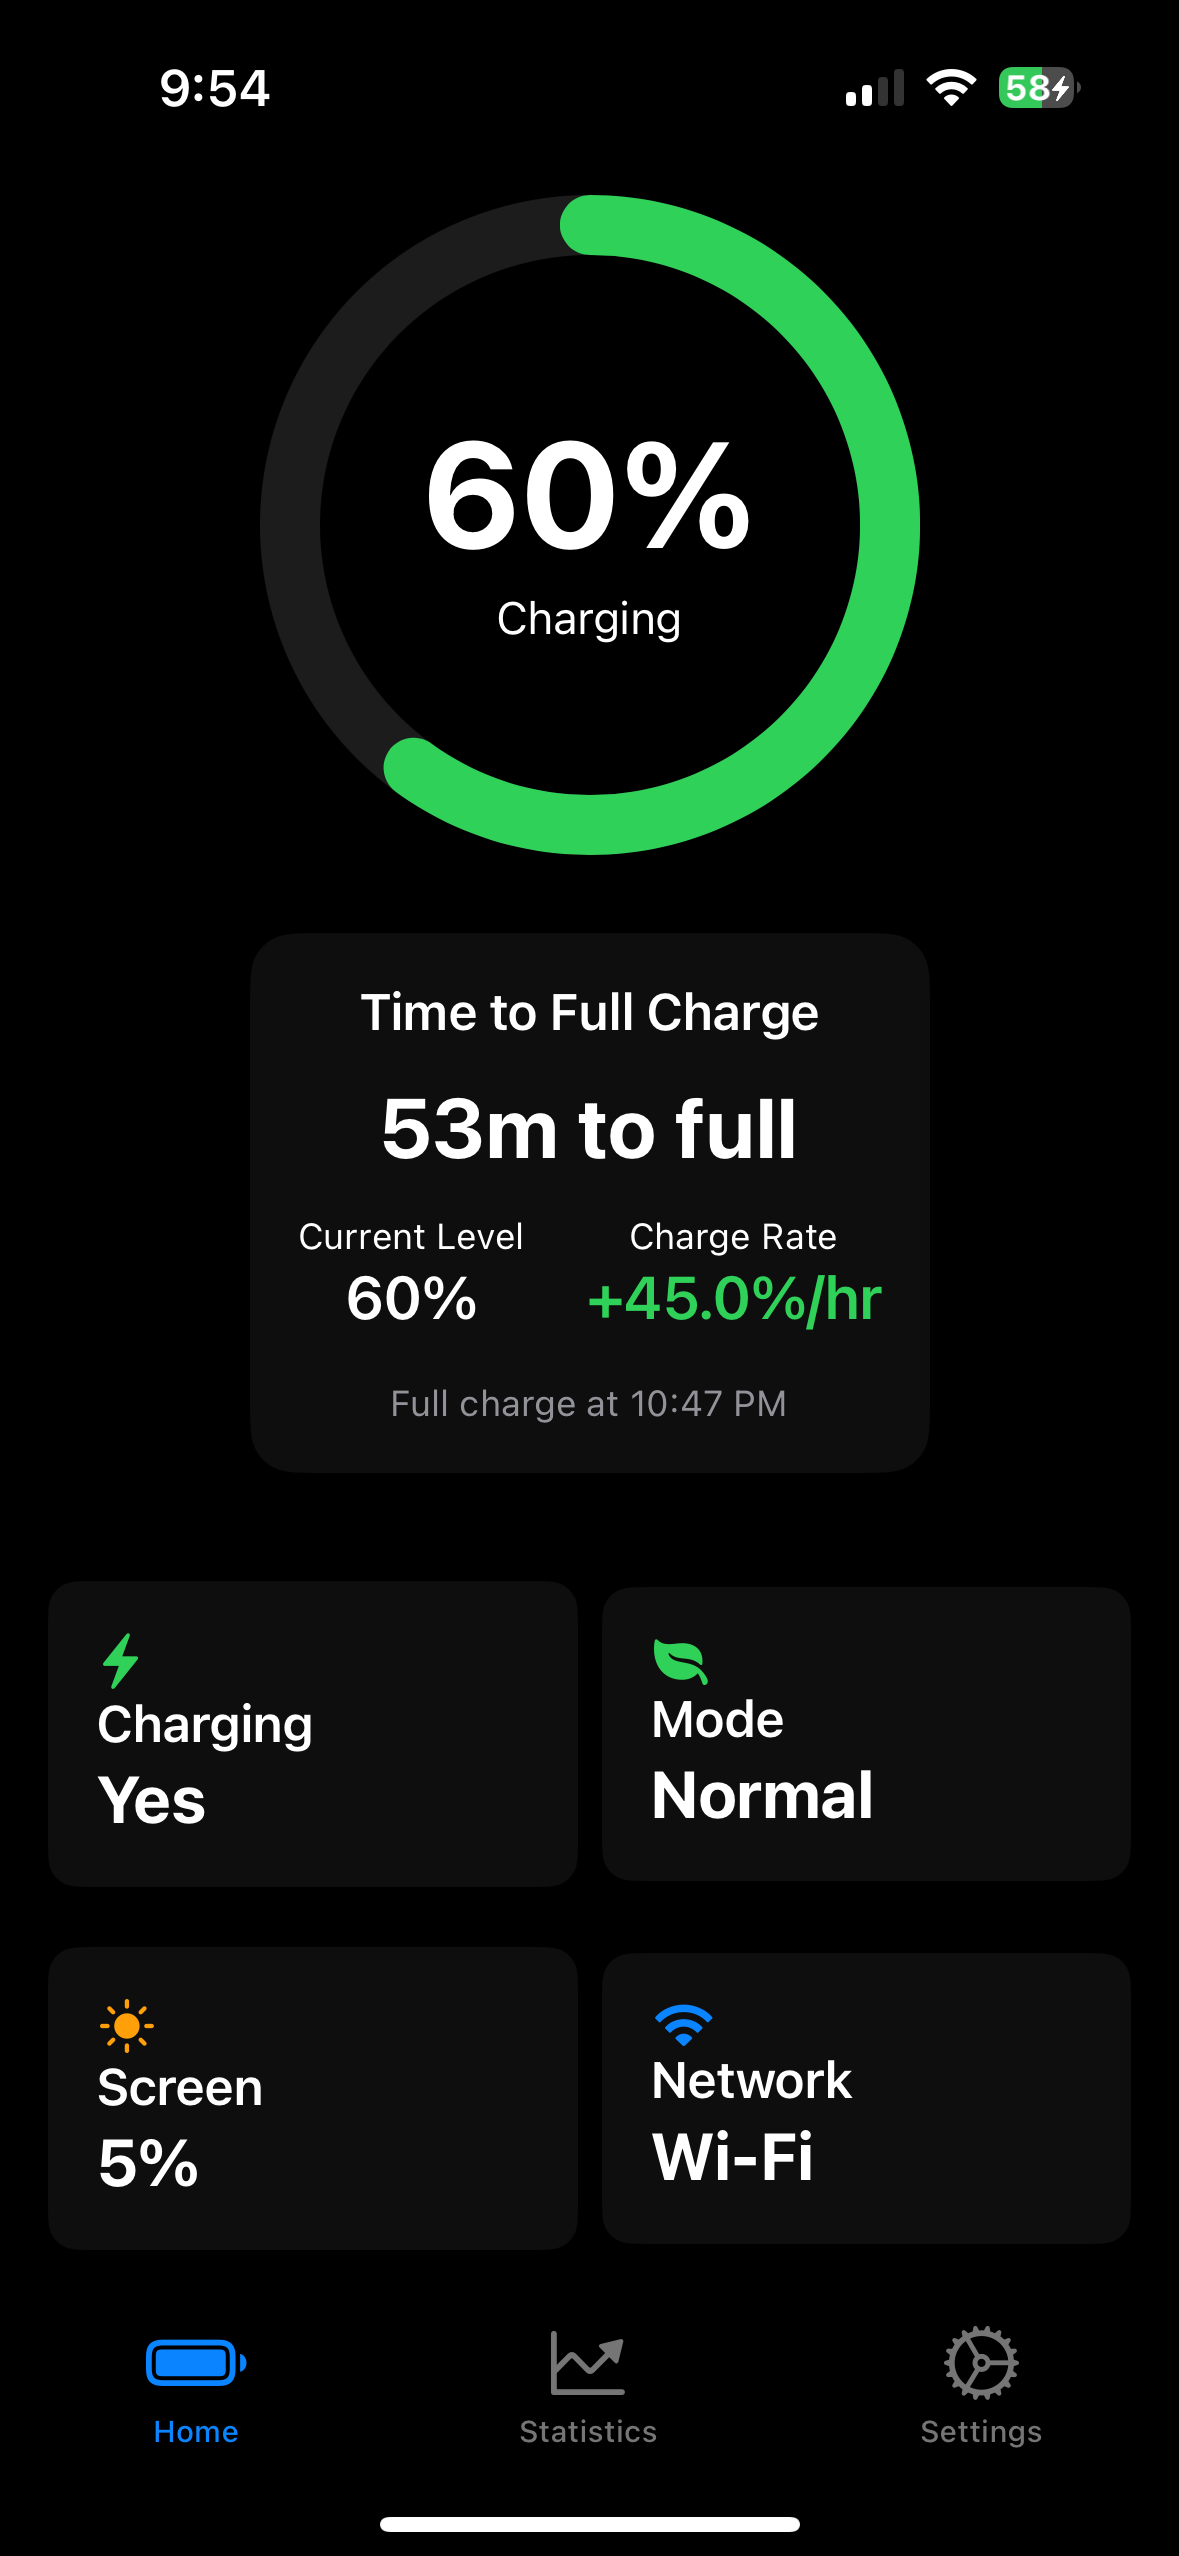 9:54
58
60%
Charging
Time to Full Charge
53m to full
Current Level
Charge Rate
60%
+45.0%/hr
Full charge at 10:47 PM
Charging
Yes
Mode
Normal
Screen
5%
Network
Wi-Fi
Home
Statistics
Settings